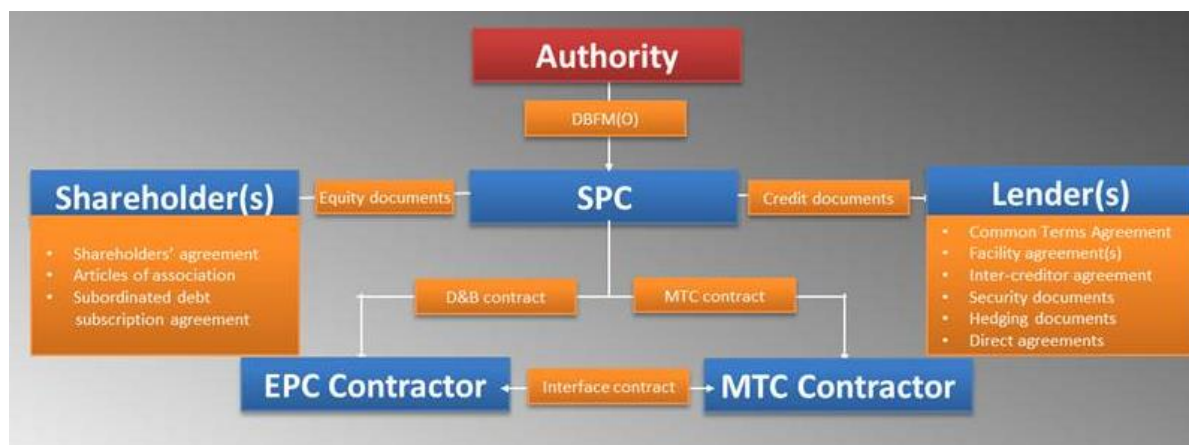 Authority
DBFM(O)
Shareholder(s)
Equity documents
SPC
Credit documents
Lender(s)
• Shareholders' agreement
• Articles of association
• Subordinated debt
subscription agreement
• Common Terms Agreement
• Facility agreement(s)
• Inter-creditor agreement
• Security documents
• Hedging documents
• Direct agreements
D&B contract
MTC contract
EPC Contractor
Interface contract
MTC Contractor